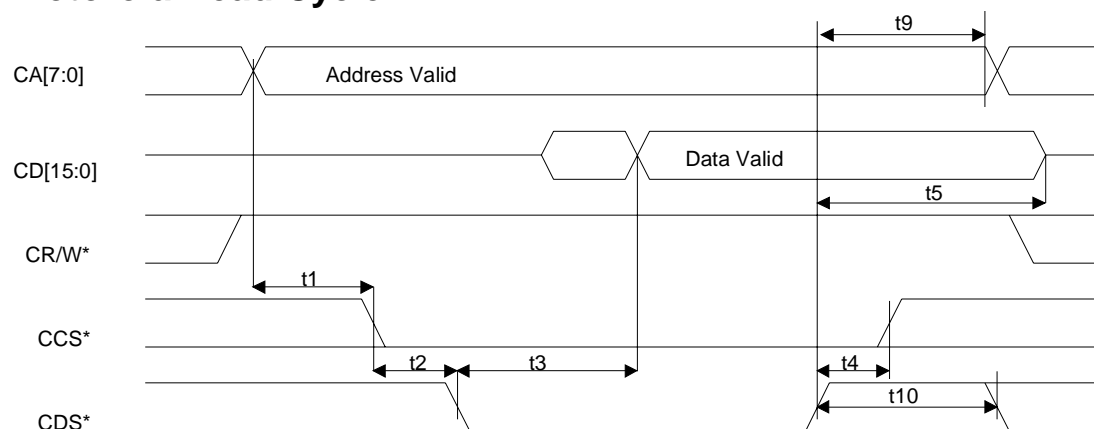 t9
CA[7:0]
Address Valid
CD[15:0]
Data Valid
t5
CR/W*
t1
CCS*
t2
t3
t4
CDS*
t10